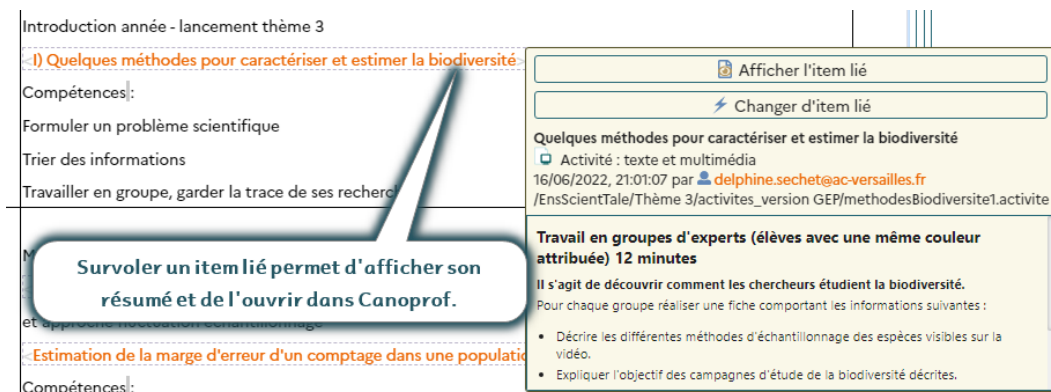 Introduction année - lancement thème 3
<I) Quelques méthodes pour caractériser et estimer la biodiversité>
Compétences :
Formuler un problème scientifique
Trier des informations
Travailler en groupe, garder la trace de ses recherc
M
Survoler un item lié permet d'afficher son
résumé et de l'ouvrir dans Canoprof.
et approche fluctuation échantillonnage
<Estimation de la marge d'erreur d'un comptage dans une populatio
Compétences :
Afficher l'item lié
Changer d'item lié
Quelques méthodes pour caractériser et estimer la biodiversité
Activité : texte et multimédia
16/06/2022, 21:01:07 par delphine.sechet@ac-versailles.fr
/EnsScientTale/Thème 3/activites_version GEP/methodesBiodiversite1.activite
Travail en groupes d'experts (élèves avec une même couleur
attribuée) 12 minutes
Il s'agit de découvrir comment les chercheurs étudient la biodiversité.
Pour chaque groupe réaliser une fiche comportant les informations suivantes :
• Décrire les différentes méthodes d'échantillonnage des espèces visibles sur la
vidéo.
• Expliquer l'objectif des campagnes d'étude de la biodiversité décrites.